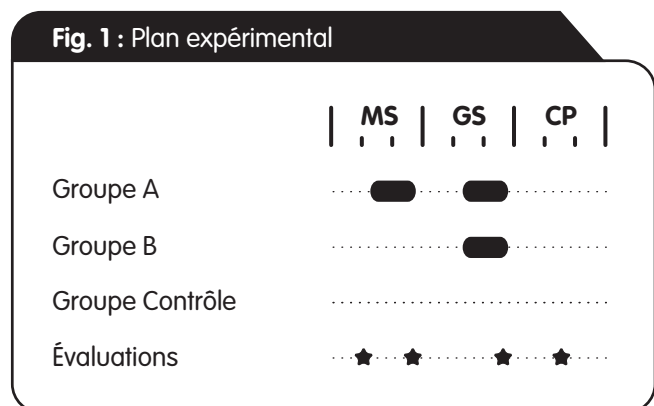 Fig. 1 : Plan expérimental
MS GS CP
Groupe A
Groupe B
Groupe Contrôle
Évaluations